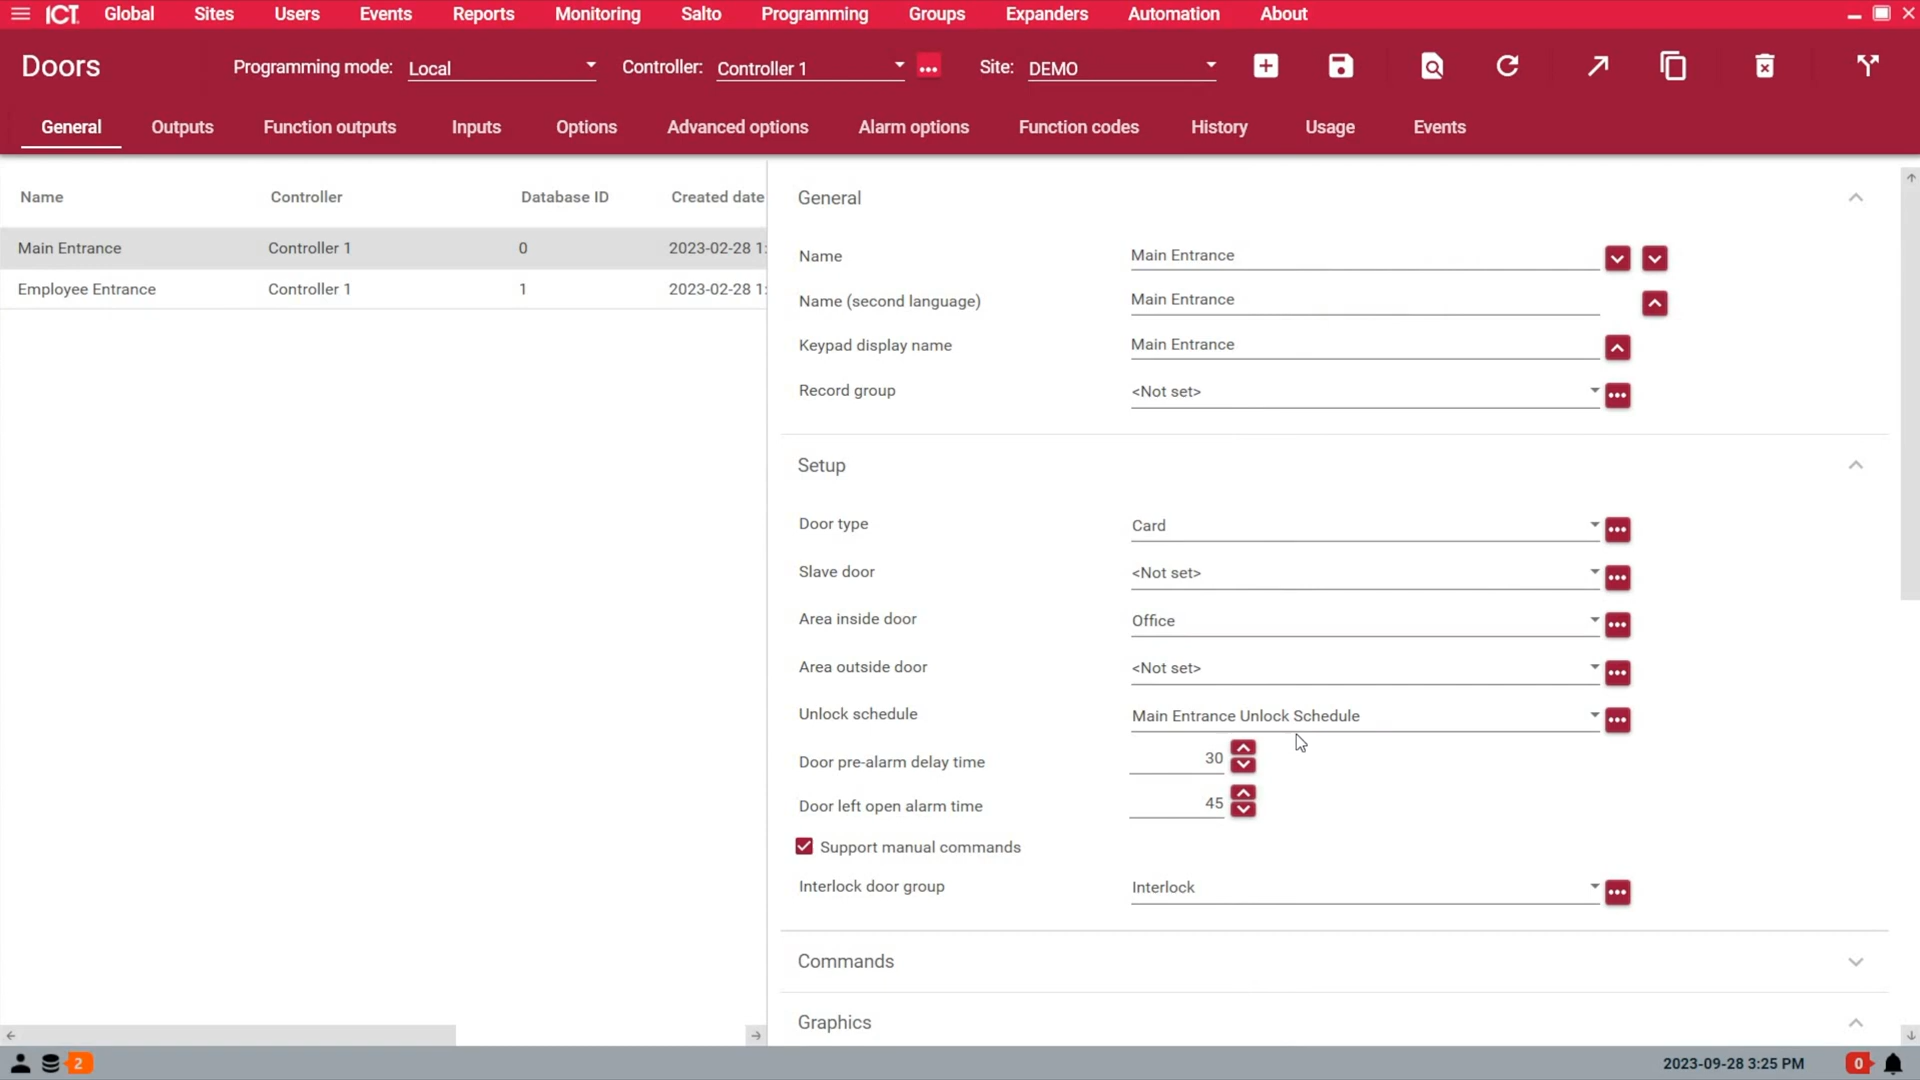 ICT Global Sites Users Events Reports Monitoring Salto Programming Groups Expanders Automation About
Doors Programming mode: Local Controller: Controller 1 Site: DEMO
General Outputs Function outputs Inputs Options Advanced options Alarm options Function codes History Usage Events
Name Controller Database ID Created date
Main Entrance Controller 1 0 2023-02-28 1:
Employee Entrance Controller 1 1 2023-02-28 1:
General
Name Main Entrance
Name (second language) Main Entrance
Keypad display name Main Entrance
Record group <Not set>
Setup
Door type Card
Slave door <Not set>
Area inside door Office
Area outside door <Not set>
Unlock schedule Main Entrance Unlock Schedule
Door pre-alarm delay time 30
Door left open alarm time 45
Support manual commands
Interlock door group Interlock
Commands
Graphics
2 2023-09-28 3:25 PM 0